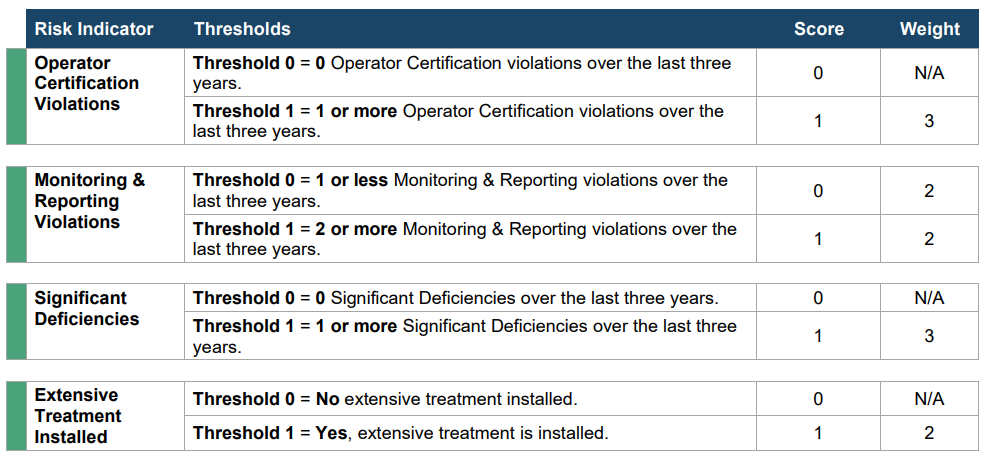 Risk Indicator Thresholds Score Weight
Operator
Certification
Violations
Threshold 0 = 0 Operator Certification violations over the last three
years.
0 N/A
Threshold 1 = 1 or more Operator Certification violations over the
last three years.
1 3
Monitoring &
Reporting
Violations
Threshold 0 = 1 or less Monitoring & Reporting violations over the
last three years.
0 2
Threshold 1 = 2 or more Monitoring & Reporting violations over the
last three years.
1 2
Significant
Deficiencies
Threshold 0 = 0 Significant Deficiencies over the last three years.
0 N/A
Threshold 1 = 1 or more Significant Deficiencies over the last three
years.
1 3
Extensive
Treatment
Installed
Threshold 0 = No extensive treatment installed.
0 N/A
Threshold 1 = Yes, extensive treatment is installed.
1 2